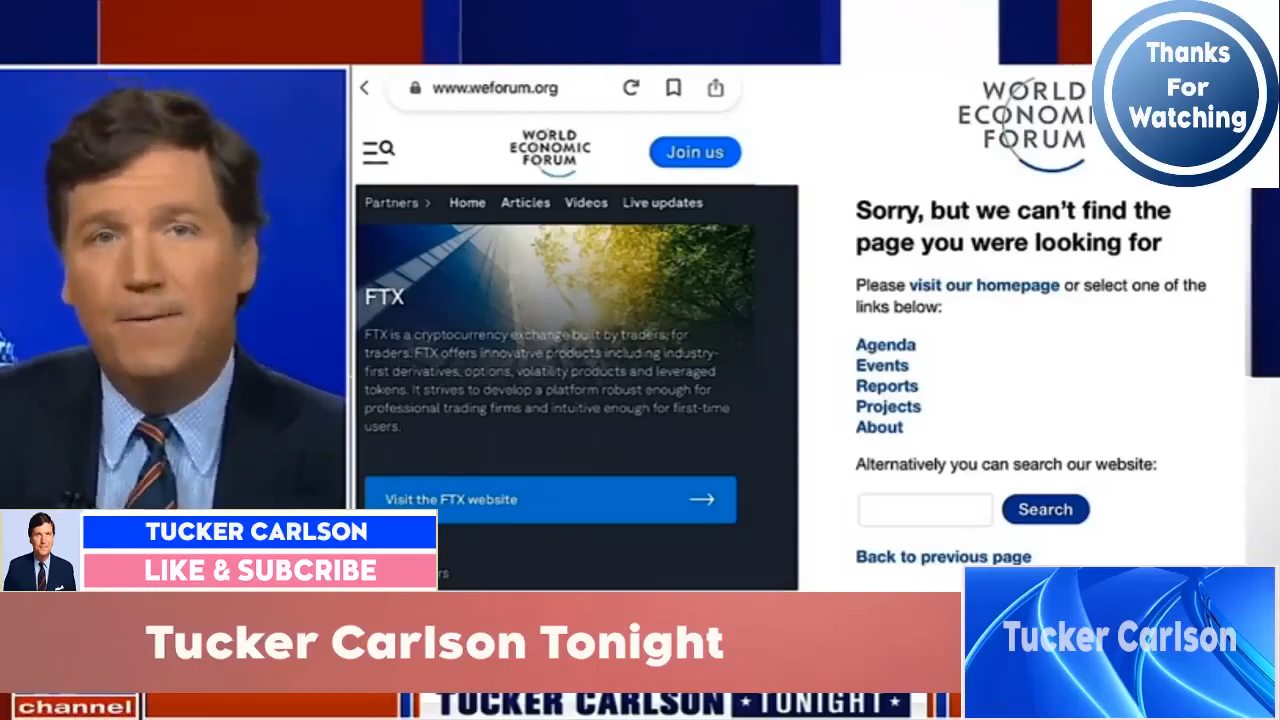 Thanks
For
Watching
www.weforum.org
WORLD
ECONOMIC
FORUM
Join us
Partners > Home Articles Videos Live updates
FTX
FTX is a cryptocurrency exchange built by traders, for
traders. FTX offers innovative products including industry-
first derivatives, options, volatility products and leveraged
tokens. It strives to develop a platform robust enough for
professional trading firms and intuitive enough for first-time
users.
Visit the FTX website
rs
WORLD
ECONOMI
FORUM
Sorry, but we can't find the
page you were looking for
Please visit our homepage or select one of the
links below:
Agenda
Events
Reports
Projects
About
Alternatively you can search our website:
Search
Back to previous page
TUCKER CARLSON
LIKE & SUBCRIBE
Tucker Carlson Tonight
Tucker Carlson
channel
TUCKER CARLSON TONIGHT